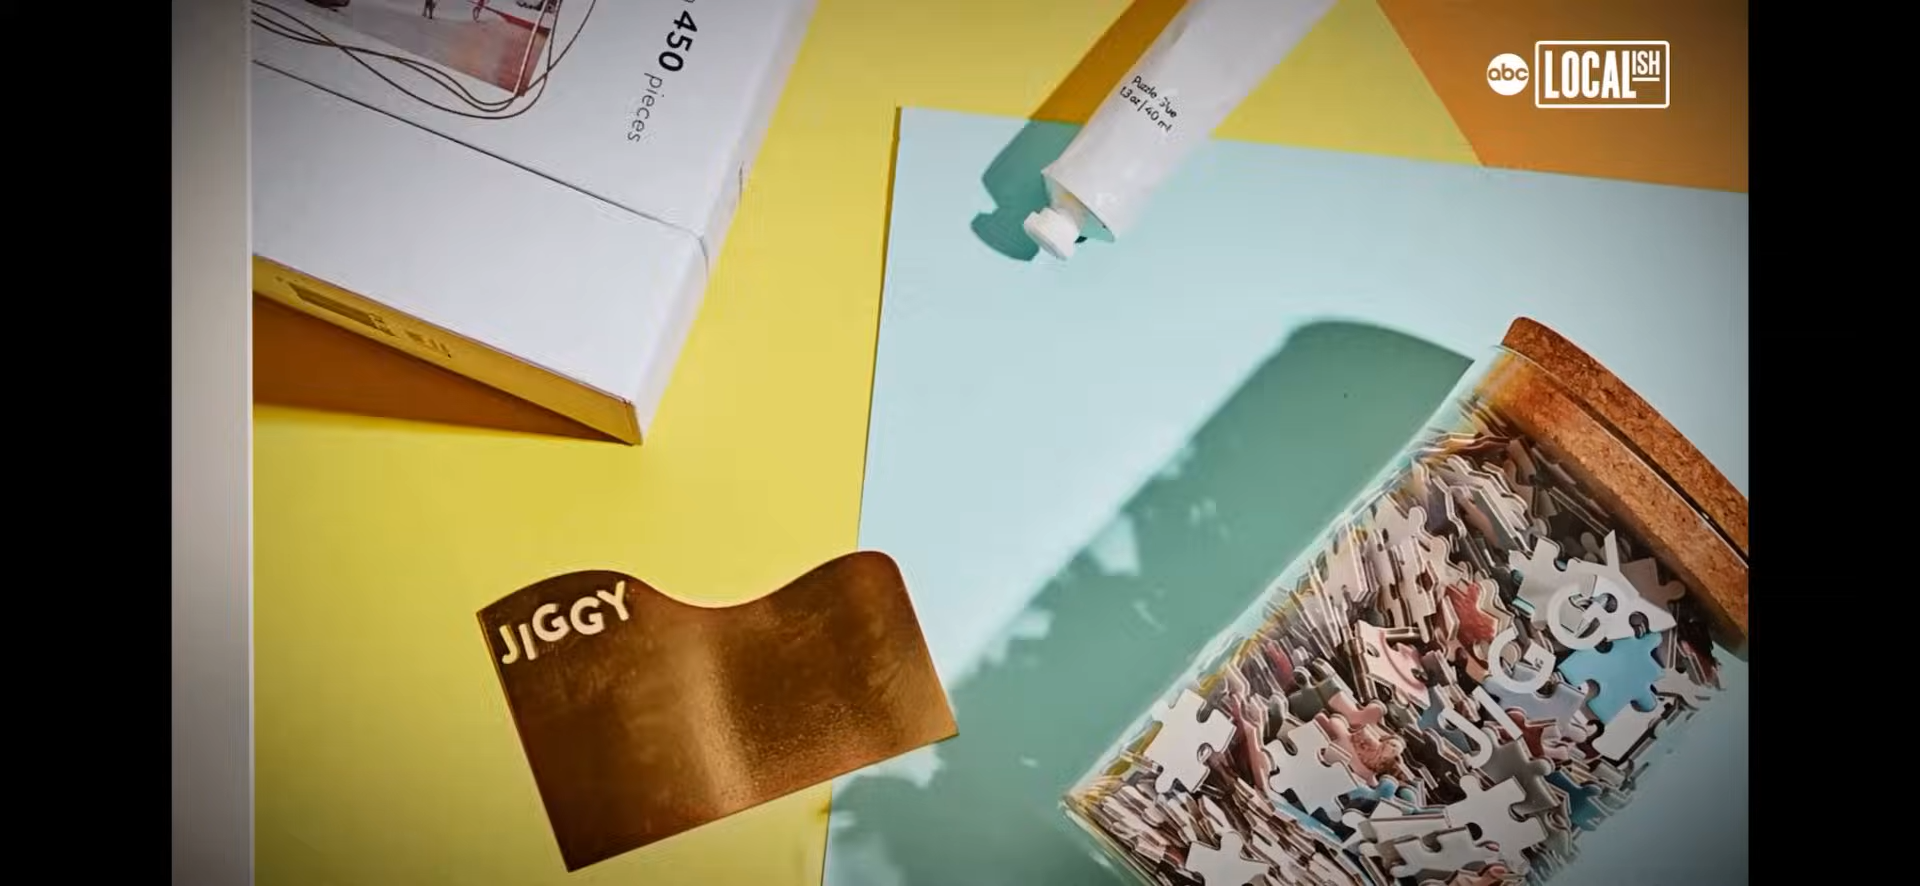 450 pieces
Puzzle Glue
1.3 oz | 40 ml
abc LOCALISH
JIGGY
JIGGY